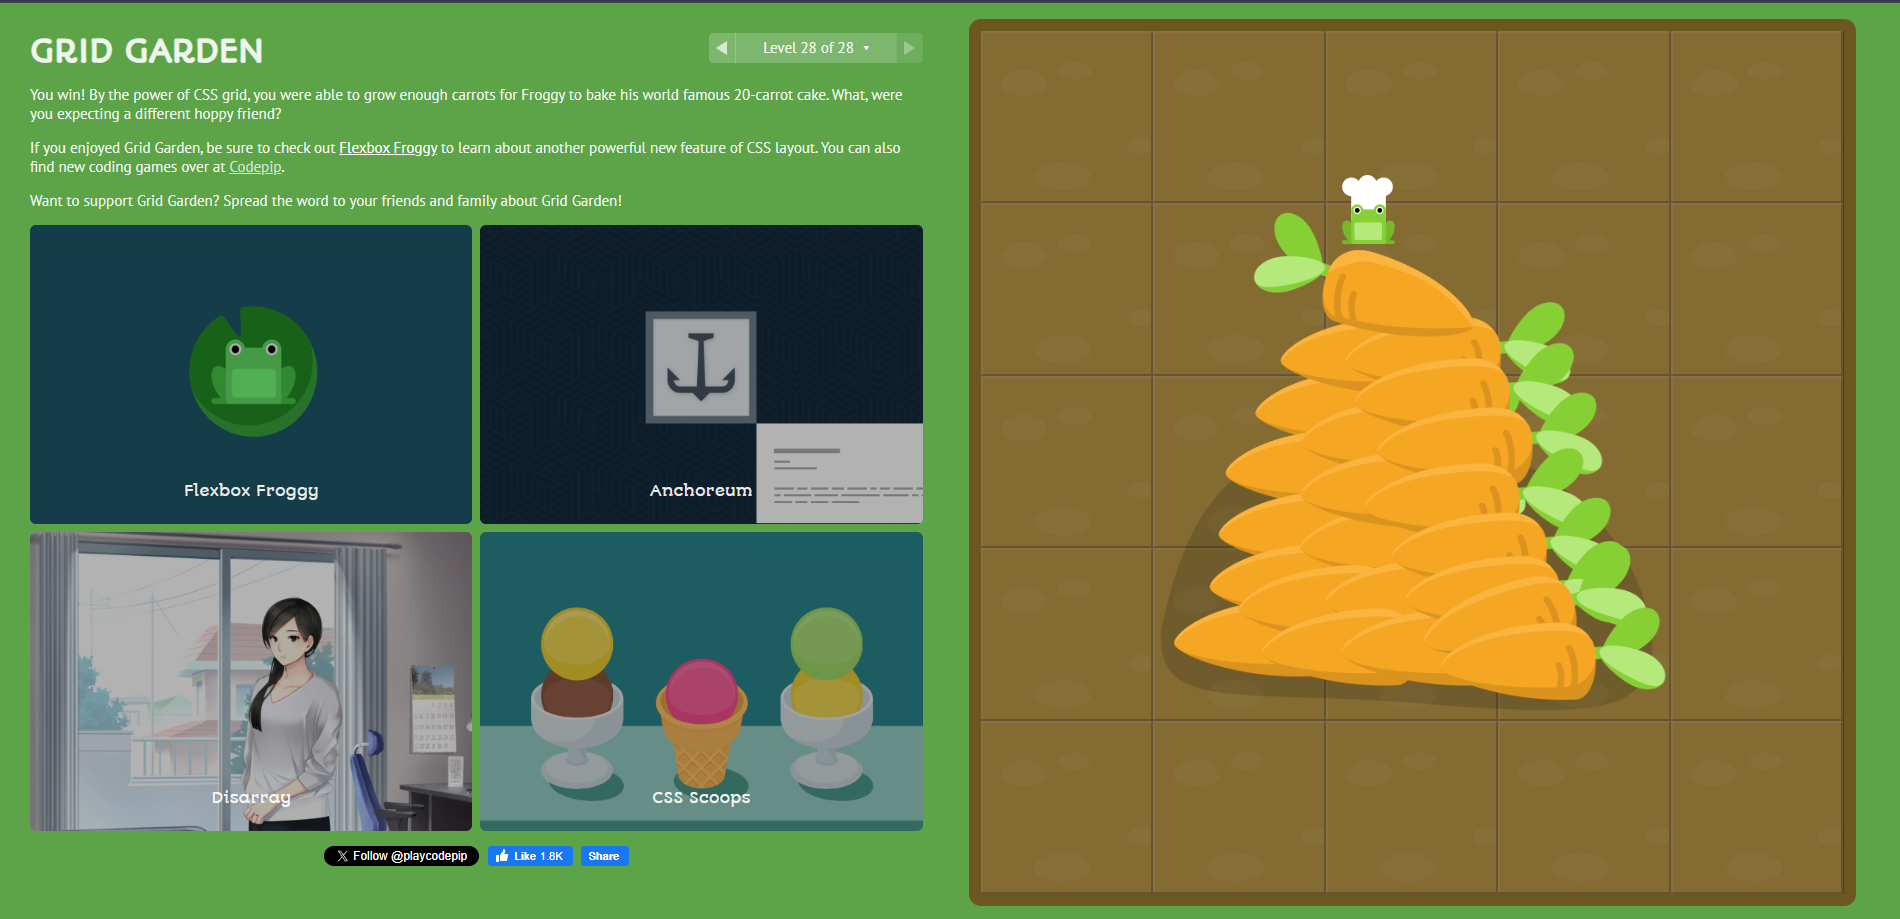 GRID GARDEN
Level 28 of 28
You win! By the power of CSS grid, you were able to grow enough carrots for Froggy to bake his world famous 20-carrot cake. What, were
you expecting a different hoppy friend?
If you enjoyed Grid Garden, be sure to check out Flexbox Froggy to learn about another powerful new feature of CSS layout. You can also
find new coding games over at Codepip.
Want to support Grid Garden? Spread the word to your friends and family about Grid Garden!
Flexbox Froggy
Anchoreum
Disarray
CSS Scoops
Follow @playcodepip
Like 1.8K
Share